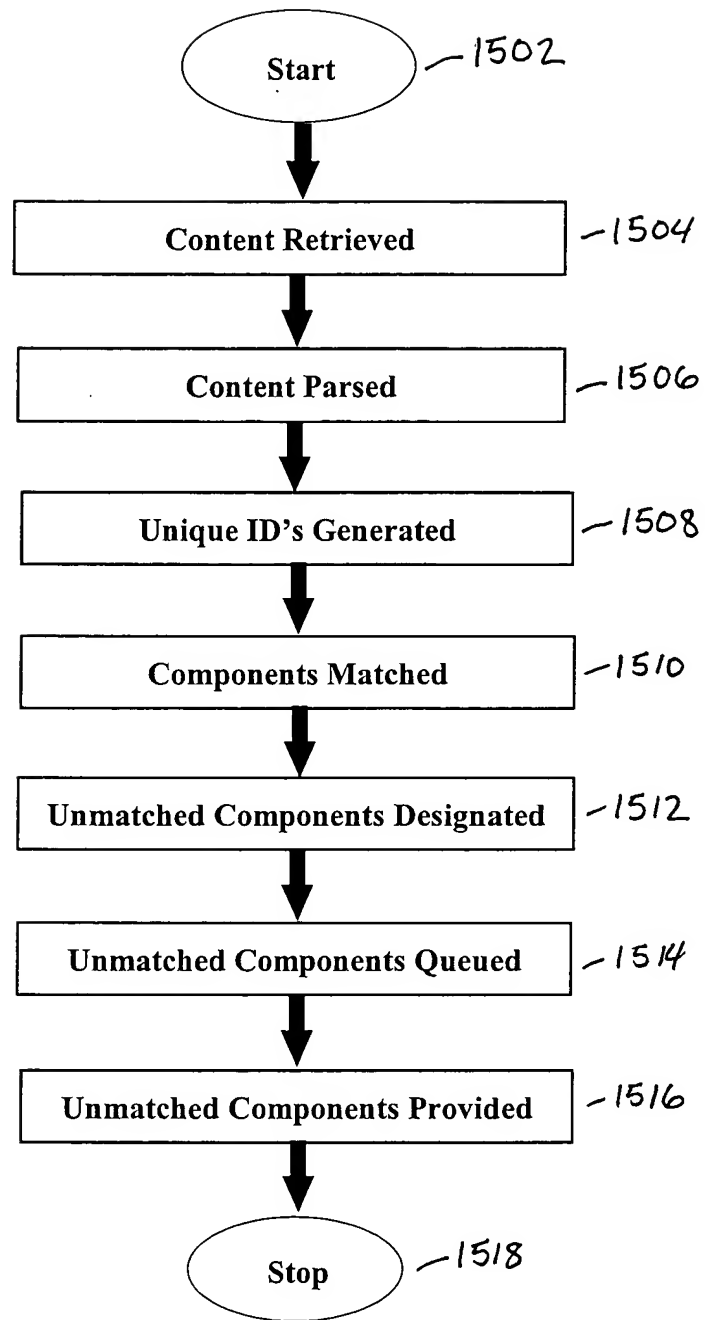 Start 1502
Content Retrieved 1504
Content Parsed 1506
Unique ID's Generated 1508
Components Matched 1510
Unmatched Components Designated 1512
Unmatched Components Queued 1514
Unmatched Components Provided 1516
Stop 1518